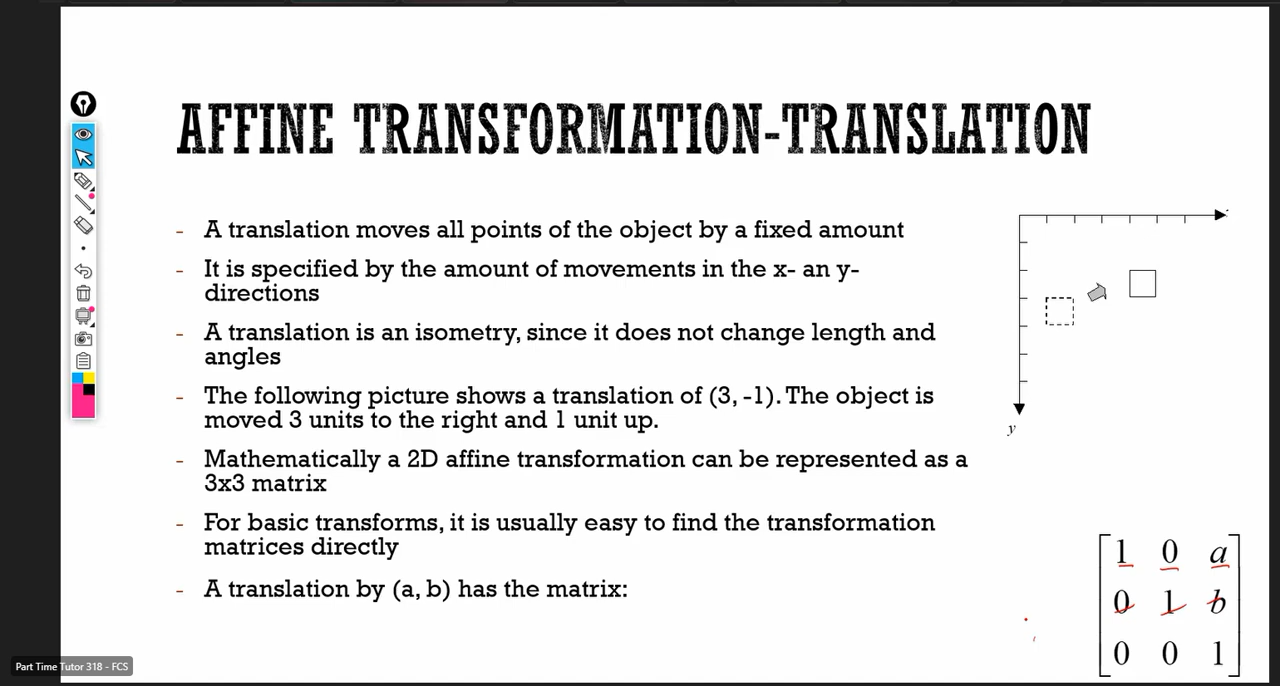 AFFINE TRANSFORMATION-TRANSLATION
- A translation moves all points of the object by a fixed amount
- It is specified by the amount of movements in the x- an y-
directions
- A translation is an isometry, since it does not change length and
angles
- The following picture shows a translation of (3, -1). The object is
moved 3 units to the right and 1 unit up.
- Mathematically a 2D affine transformation can be represented as a
3x3 matrix
- For basic transforms, it is usually easy to find the transformation
matrices directly
- A translation by (a, b) has the matrix:
y
1 0 a
0 1 b
0 0 1
Part Time Tutor 318 - FCS